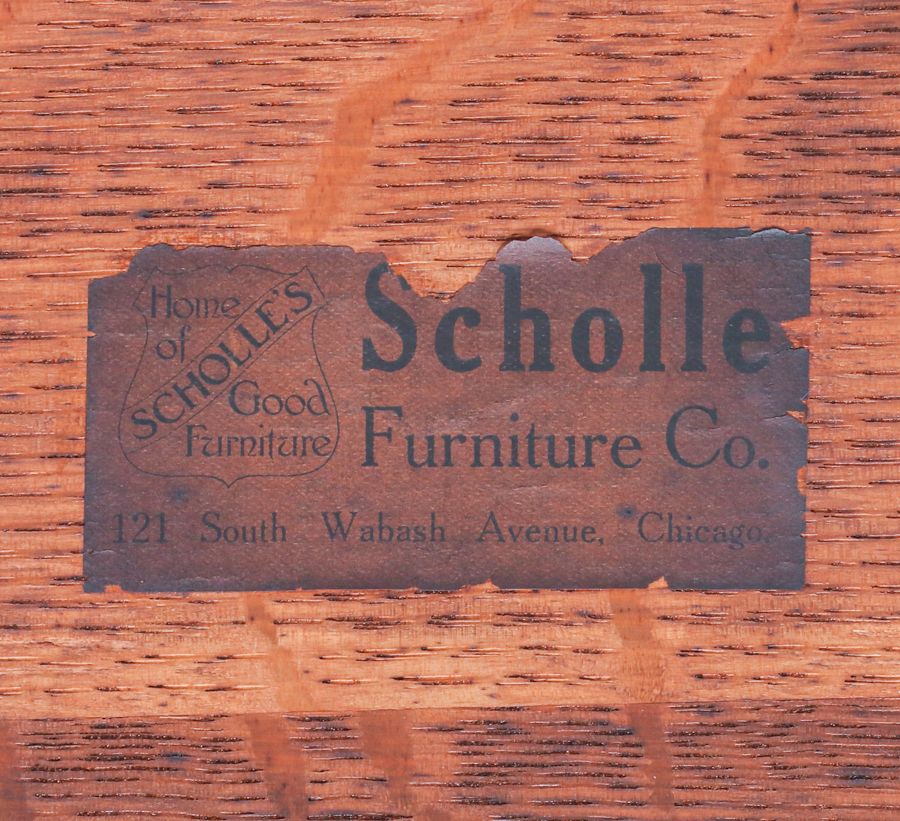 Home
of
SCHOLLE'S
Good
Furniture
Scholle
Furniture Co.
121 South Wabash Avenue, Chicago.